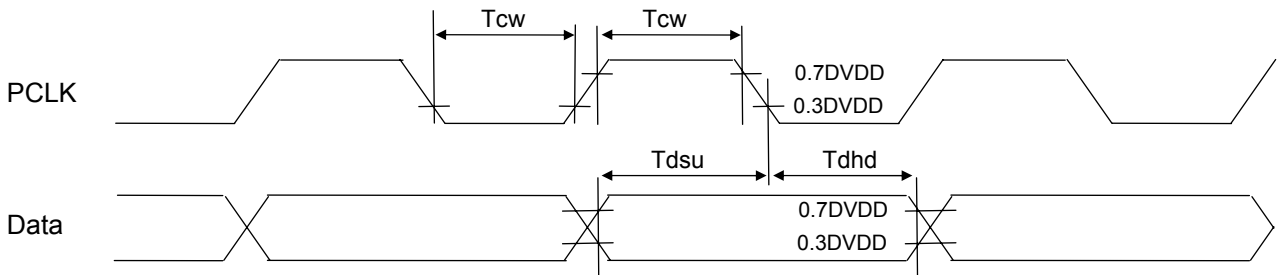 Tcw
Tcw
PCLK
0.7DVDD
0.3DVDD
Tdsu
Tdhd
Data
0.7DVDD
0.3DVDD